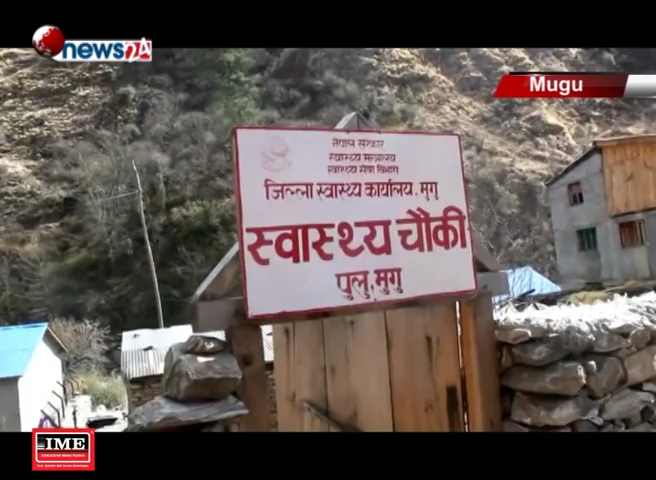 news24
Mugu
नेपाल सरकार
स्वास्थ्य मन्त्रालय
स्वास्थ्य सेवा विभाग
जिल्ला स्वास्थ्य कार्यालय, मुगु
स्वास्थ्य चौकी
पुलु, मुगु
IME